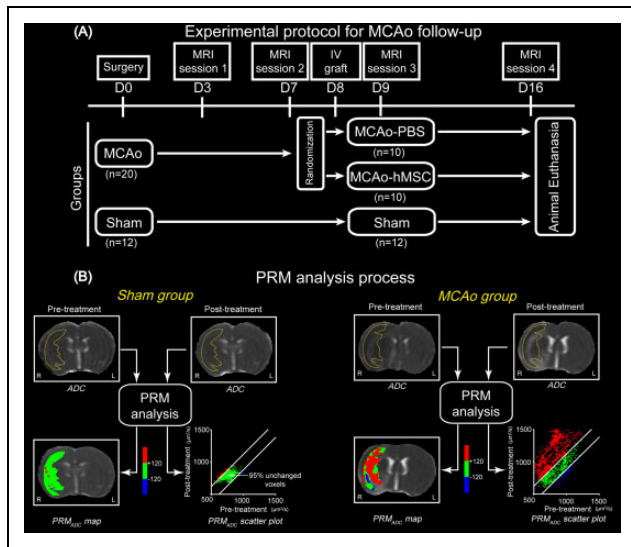 (A) Experimental protocol for MCAo follow-up
Surgery
MRI session 1
MRI session 2
IV graft
MRI session 3
MRI session 4
D0 D3 D7 D8 D9 D16
Groups
MCAo
(n=20)
Randomization
MCAo-PBS
(n=10)
MCAo-hMSC
(n=10)
Sham
(n=12)
Sham
(n=12)
Animal Euthanasia
(B) PRM analysis process
Sham group
Pre-treatment
Post-treatment
R L
R L
ADC
ADC
PRM
analysis
R L
+120
-120
PRMADC map
Post-treatment (µm²/s)
1500
1000
500
1000
1500
95% unchanged
voxels
Pre-treatment (µm²/s)
PRMADC scatter plot
MCAo group
Pre-treatment
Post-treatment
R L
R L
ADC
ADC
PRM
analysis
R L
+120
-120
PRMADC map
Post-treatment (µm²/s)
1500
1000
500
1000
1500
Pre-treatment (µm²/s)
PRMADC scatter plot